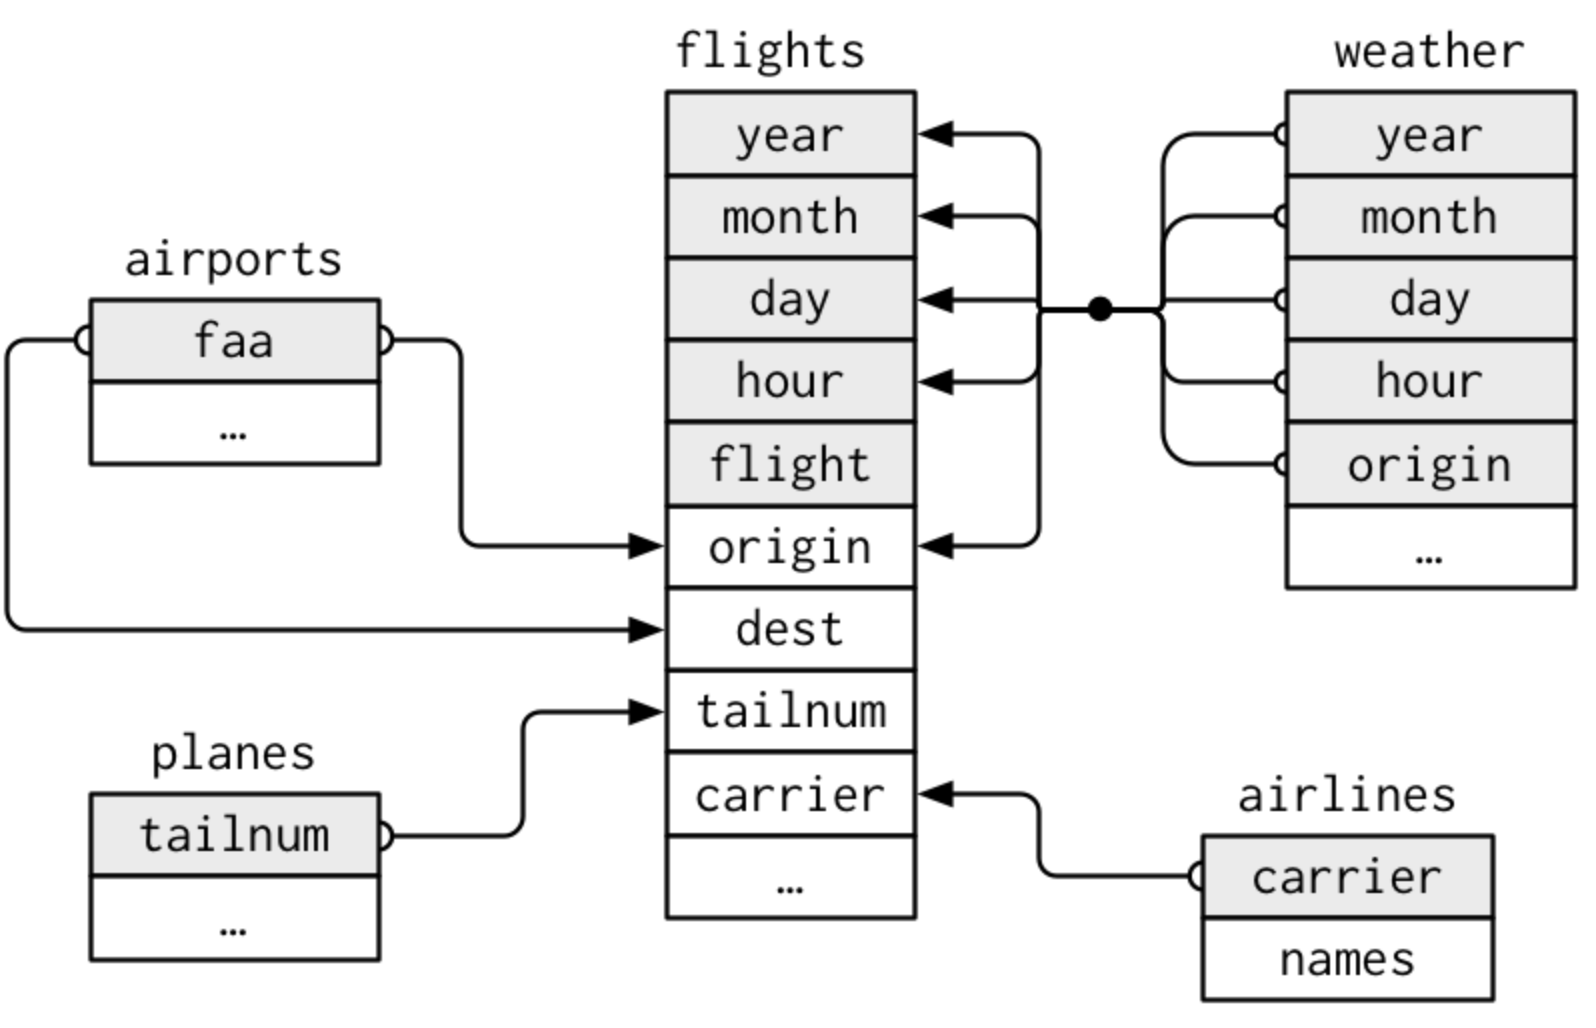 flights
year
month
day
hour
flight
origin
dest
tailnum
carrier
…
weather
year
month
day
hour
origin
…
airports
faa
…
planes
tailnum
…
airlines
carrier
names